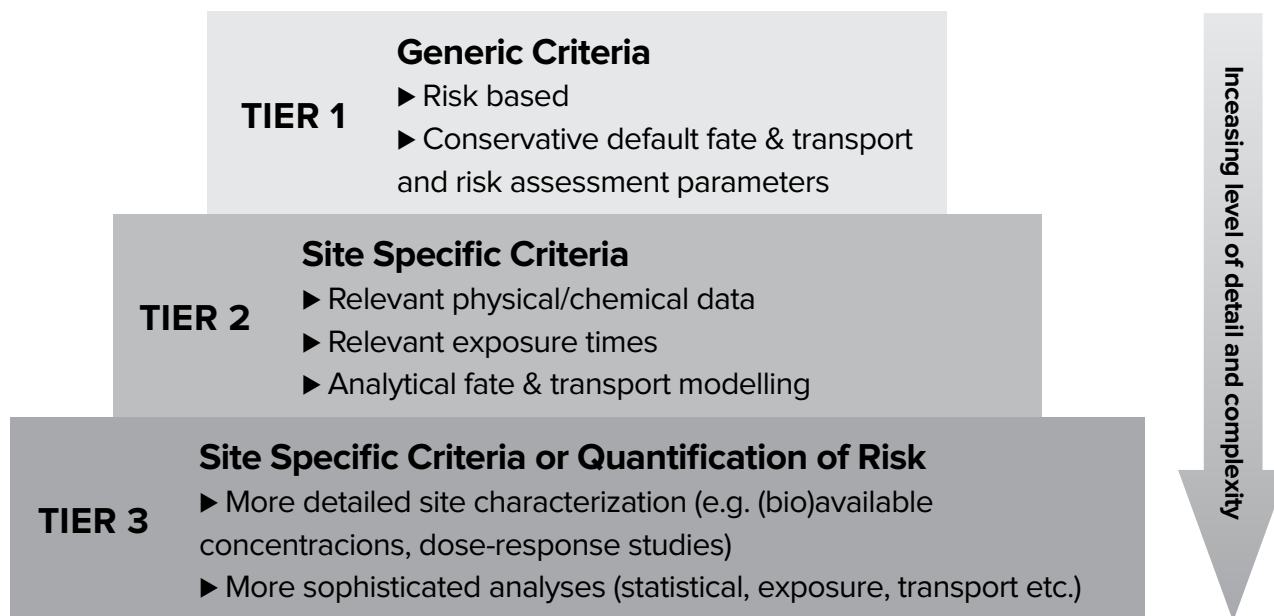 Generic Criteria
TIER 1
▶ Risk based
▶ Conservative default fate & transport
and risk assessment parameters
Site Specific Criteria
TIER 2
▶ Relevant physical/chemical data
▶ Relevant exposure times
▶ Analytical fate & transport modelling
Site Specific Criteria or Quantification of Risk
TIER 3
▶ More detailed site characterization (e.g. (bio)available
concentracions, dose-response studies)
▶ More sophisticated analyses (statistical, exposure, transport etc.)
Inceasing level of detail and complexity